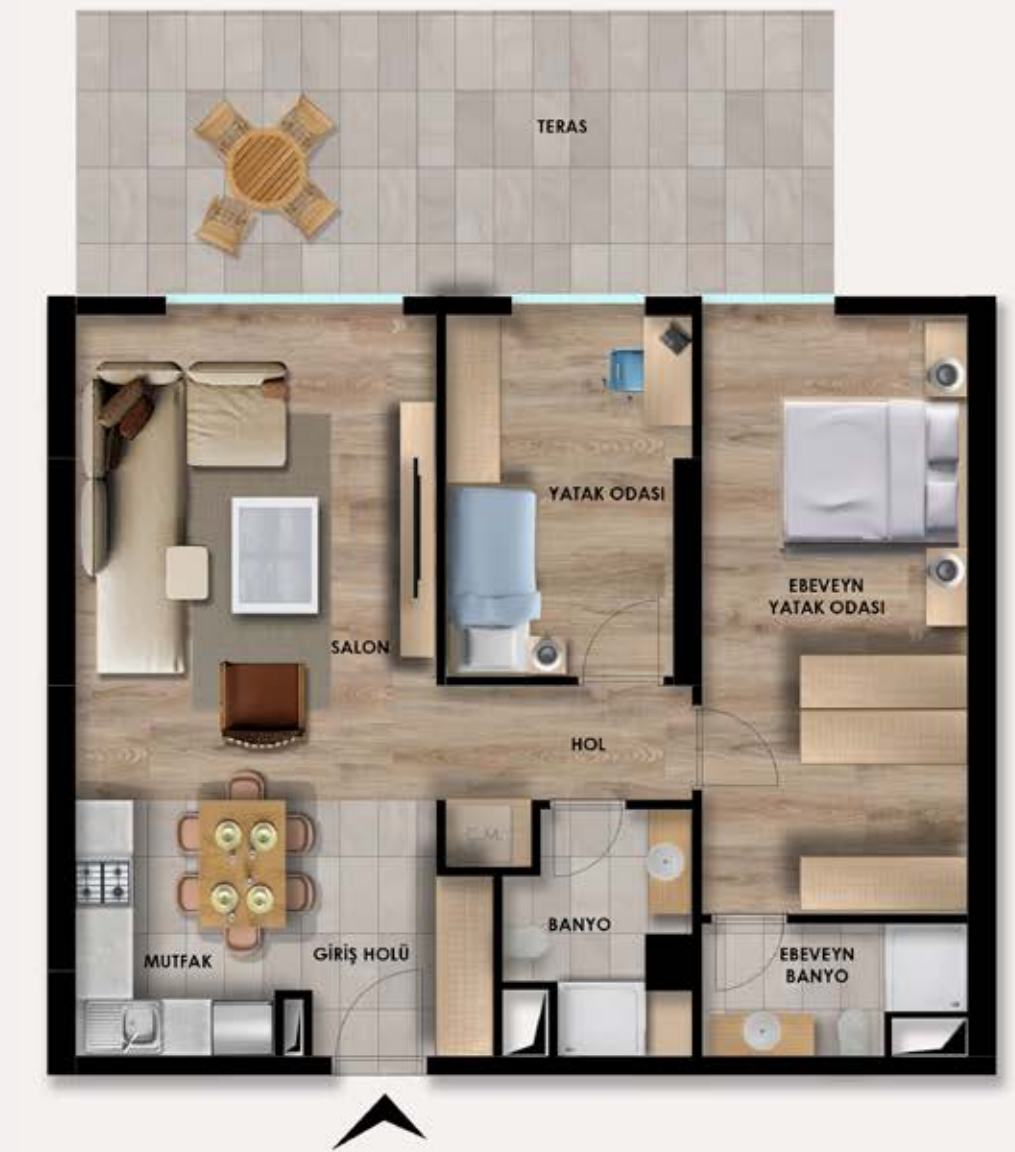 TERAS
YATAK ODASI
EBEVEYN
YATAK ODASI
SALON
HOL
Ç.M.
BANYO
MUTFAK
GİRİŞ HOLÜ
EBEVEYN
BANYO